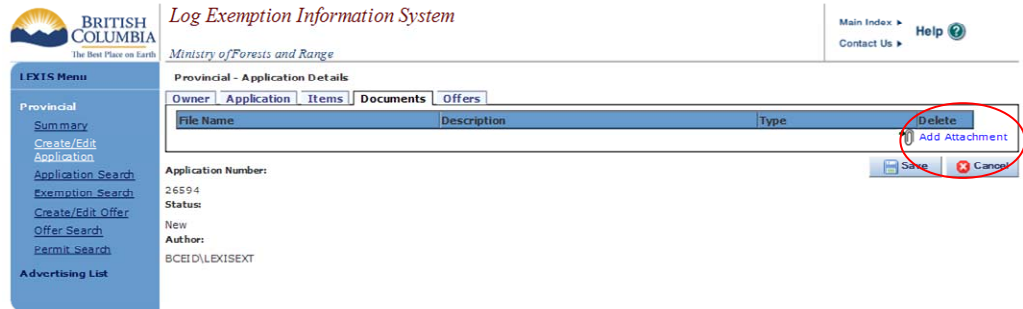 BRITISH
COLUMBIA
The Best Place on Earth
Log Exemption Information System
Ministry of Forests and Range
Main Index
Contact Us
Help ?
LEXIS Menu
Provincial
Summary
Create/Edit
Application
Application Search
Exemption Search
Create/Edit Offer
Offer Search
Permit Search
Advertising List
Provincial - Application Details
Owner Application Items Documents Offers
File Name Description Type Delete
Add Attachment
Save Cancel
Application Number:
26594
Status:
New
Author:
BCEID\LEXISEXT